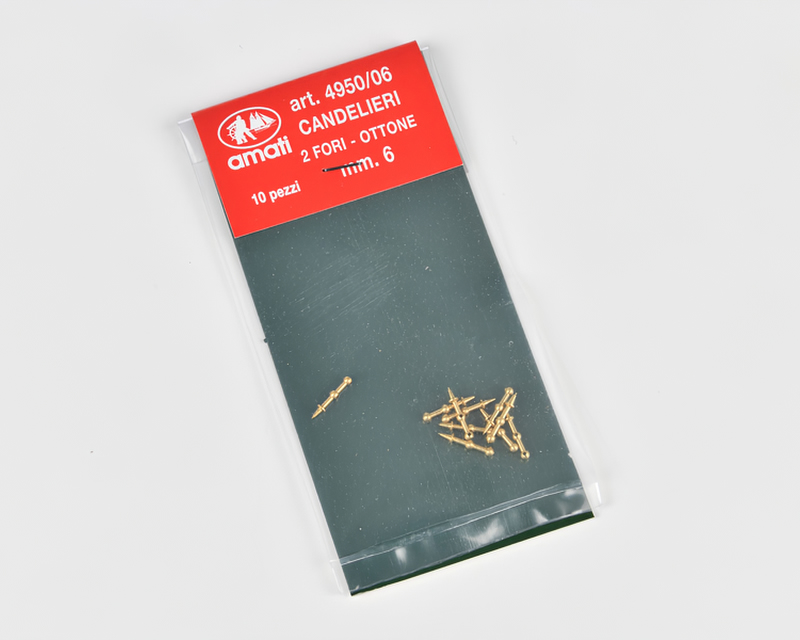 art. 4950/06
CANDELIERI
2 FORI - OTTONE
mm. 6
amati
10 pezzi